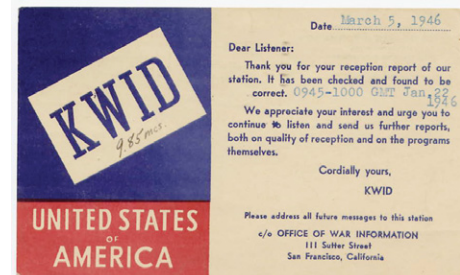 KWID
9.85 mcs.
UNITED STATES
OF
AMERICA
Date March 5, 1946
Dear Listener:
Thank you for your reception report of our
station. It has been checked and found to be
correct. 0945-1000 GMT Jan. 22
1946
We appreciate your interest and urge you to
continue to listen and send us further reports,
both on quality of reception and on the programs
themselves.
Cordially yours,
KWID
Please address all future messages to this station
c/o OFFICE OF WAR INFORMATION
111 Sutter Street
San Francisco, California